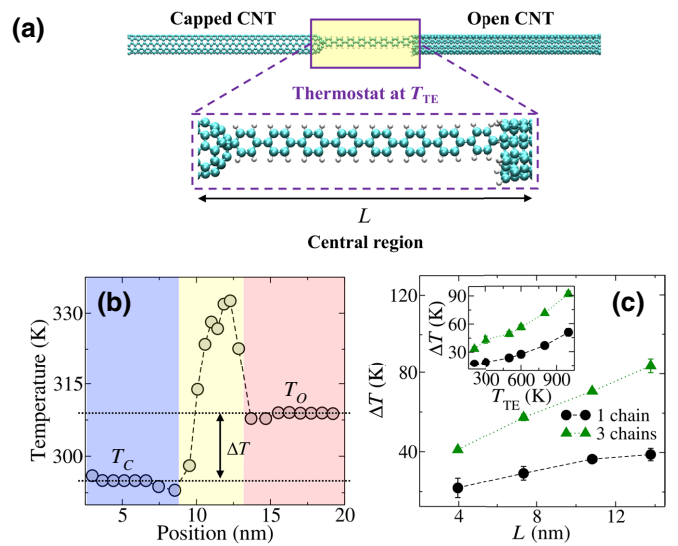 (a)
Capped CNT
Open CNT
Thermostat at T_TE
L
Central region
(b)
Temperature (K)
330
315
295
T_O
T_C
ΔT
5
10
15
20
Position (nm)
(c)
ΔT (K)
120
80
40
4
8
12
L (nm)
1 chain
3 chains
ΔT (K)
90
60
30
300
600
900
T_TE (K)